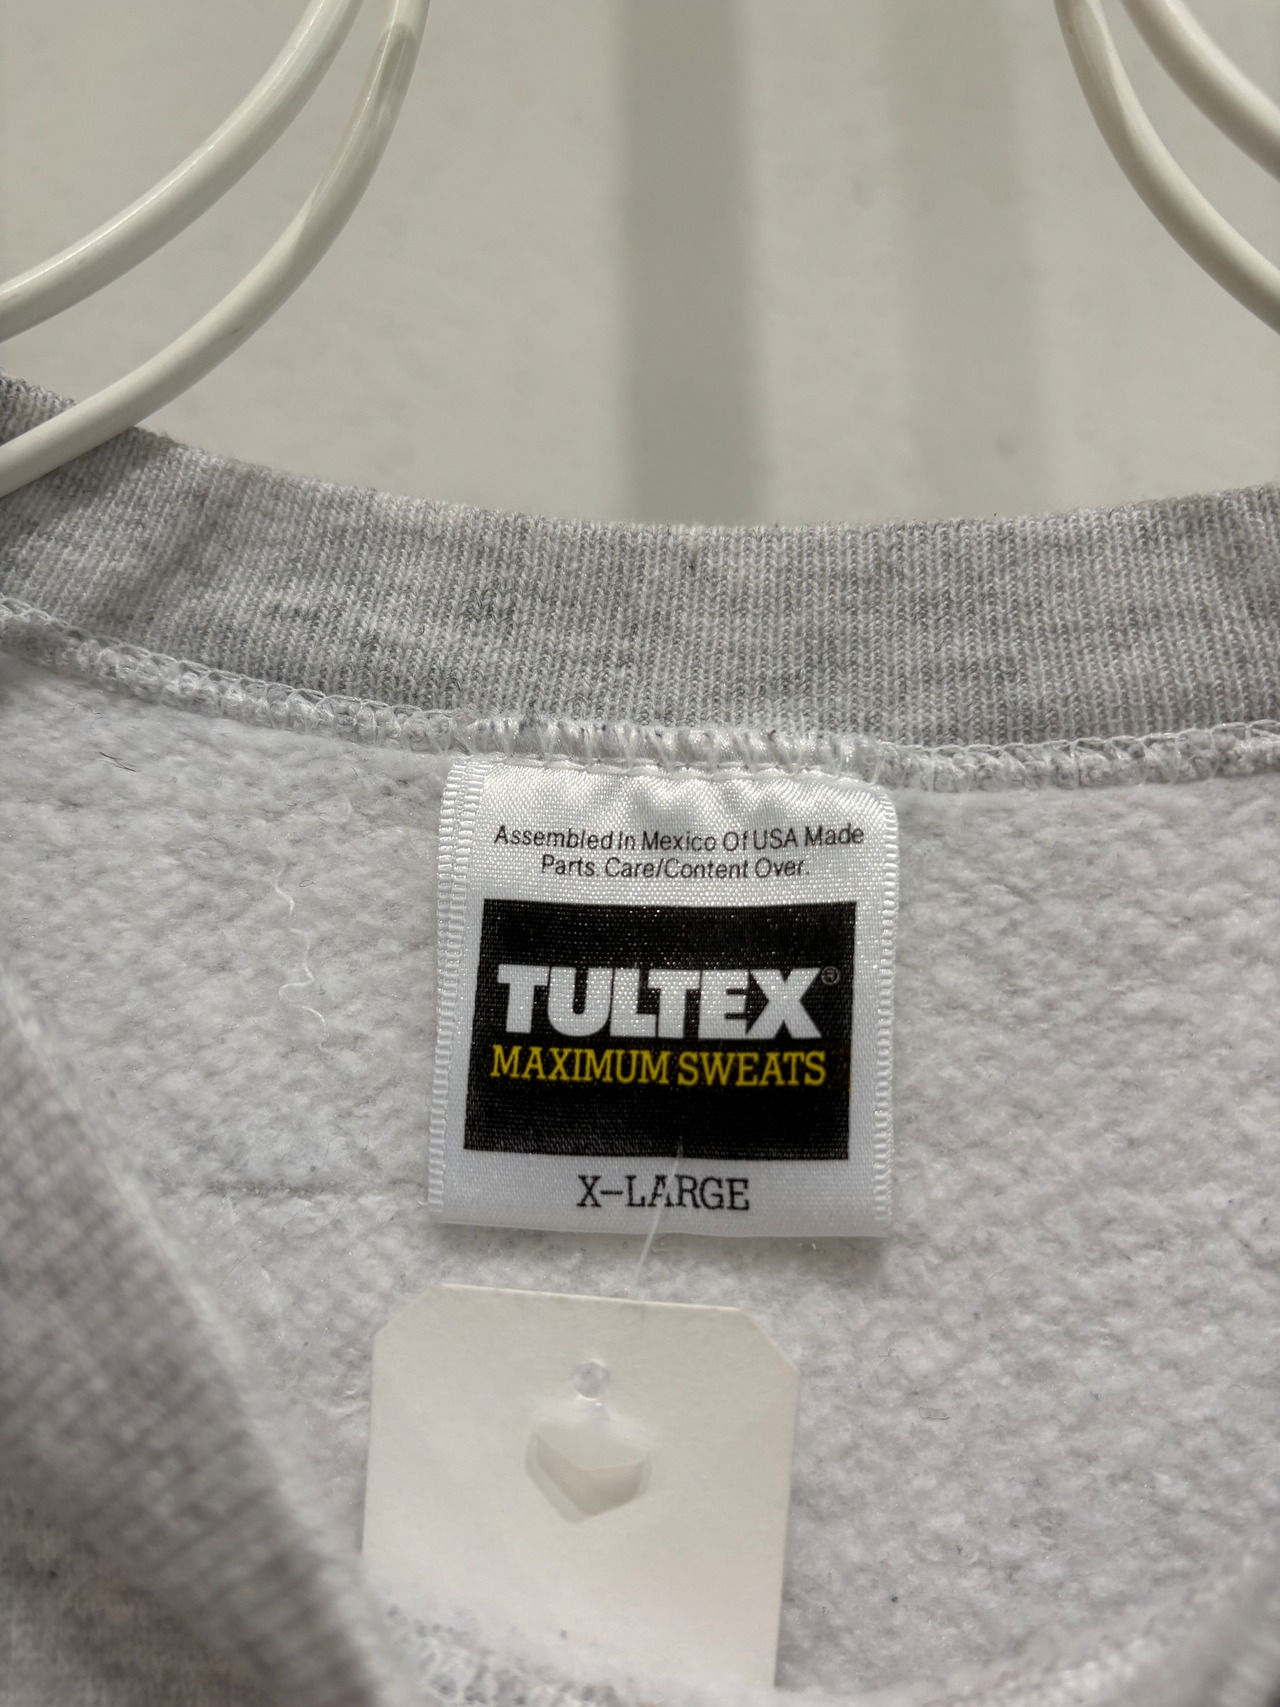 Assembled In Mexico Of USA Made
Parts. Care/Content Over.
TULTEX®
MAXIMUM SWEATS
X-LARGE